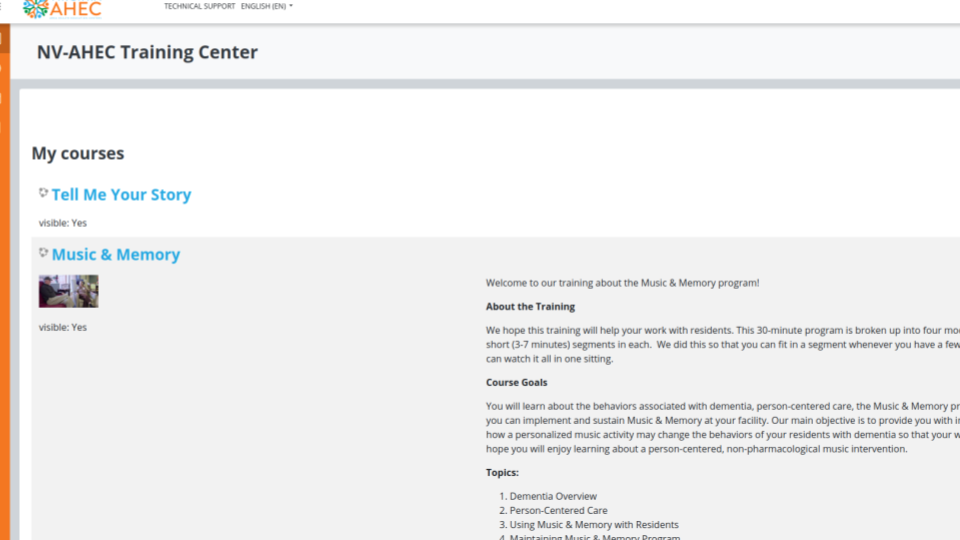 AHEC
TECHNICAL SUPPORT ENGLISH (EN)
NV-AHEC Training Center
My courses
Tell Me Your Story
visible: Yes
Music & Memory
visible: Yes
Welcome to our training about the Music & Memory program!
About the Training
We hope this training will help your work with residents. This 30-minute program is broken up into four
short (3-7 minutes) segments in each. We did this so that you can fit in a segment whenever you have a few
can watch it all in one sitting.
Course Goals
You will learn about the behaviors associated with dementia, person-centered care, the Music & Memory
you can implement and sustain Music & Memory at your facility. Our main objective is to provide you with
how a personalized music activity may change the behaviors of your residents with dementia so that your
hope you will enjoy learning about a person-centered, non-pharmacological music intervention.
Topics:
1. Dementia Overview
2. Person-Centered Care
3. Using Music & Memory with Residents
4. Maintaining Music & Memory Program